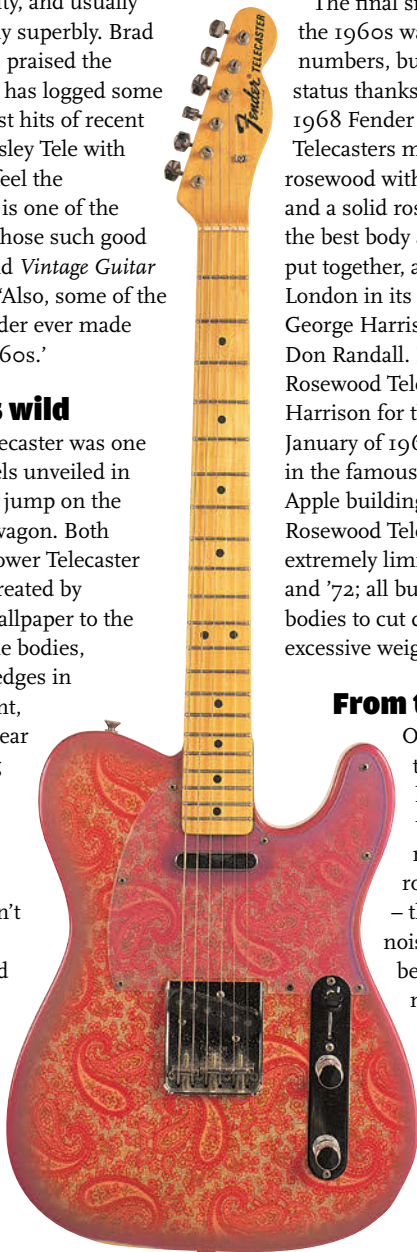 ty, and usually
y superbly. Brad
praised the
has logged some
st hits of recent
sley Tele with
feel the
is one of the
hose such good
d Vintage Guitar
‘Also, some of the
der ever made
60s.’
s wild
ecaster was one
els unveiled in
jump on the
wagon. Both
ower Telecaster
reated by
allpaper to the
e bodies,
edges in
nt,
ear
g
n’t
d
Fender TELECASTER
The final si
the 1960s wa
numbers, bu
status thanks
1968 Fender
Telecasters m
rosewood with
and a solid ros
the best body a
put together, a
London in its
George Harris
Don Randall.
Rosewood Tele
Harrison for t
January of 196
in the famous
Apple building
Rosewood Tele
extremely limi
and ’72; all bu
bodies to cut d
excessive weig
From t
O
t
r
ro
– th
nois
be